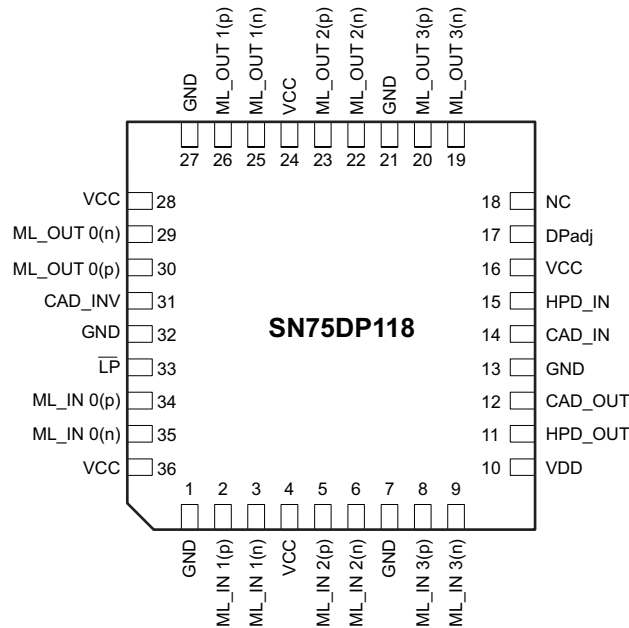 GND
ML_OUT 1(p)
ML_OUT 1(n)
VCC
ML_OUT 2(p)
ML_OUT 2(n)
GND
ML_OUT 3(p)
ML_OUT 3(n)
27 26 25 24 23 22 21 20 19
VCC 28
ML_OUT 0(n) 29
ML_OUT 0(p) 30
CAD_INV 31
GND 32
L̅P̅ 33
ML_IN 0(p) 34
ML_IN 0(n) 35
VCC 36
SN75DP118
18 NC
17 DPadj
16 VCC
15 HPD_IN
14 CAD_IN
13 GND
12 CAD_OUT
11 HPD_OUT
10 VDD
1 2 3 4 5 6 7 8 9
GND
ML_IN 1(p)
ML_IN 1(n)
VCC
ML_IN 2(p)
ML_IN 2(n)
GND
ML_IN 3(p)
ML_IN 3(n)